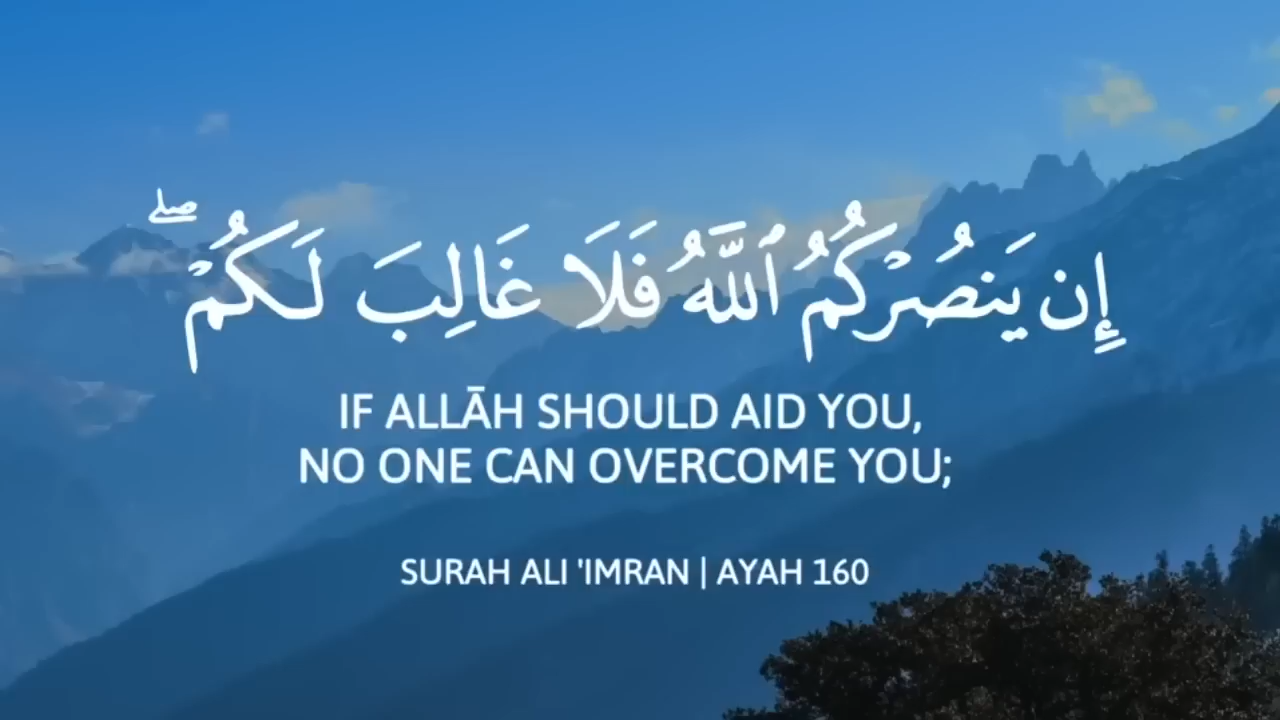 إِن يَنصُرْكُمُ ٱللَّهُ فَلَا غَالِبَ لَكُمْ ۖ
IF ALLĀH SHOULD AID YOU,
NO ONE CAN OVERCOME YOU;
SURAH ALI 'IMRAN | AYAH 160